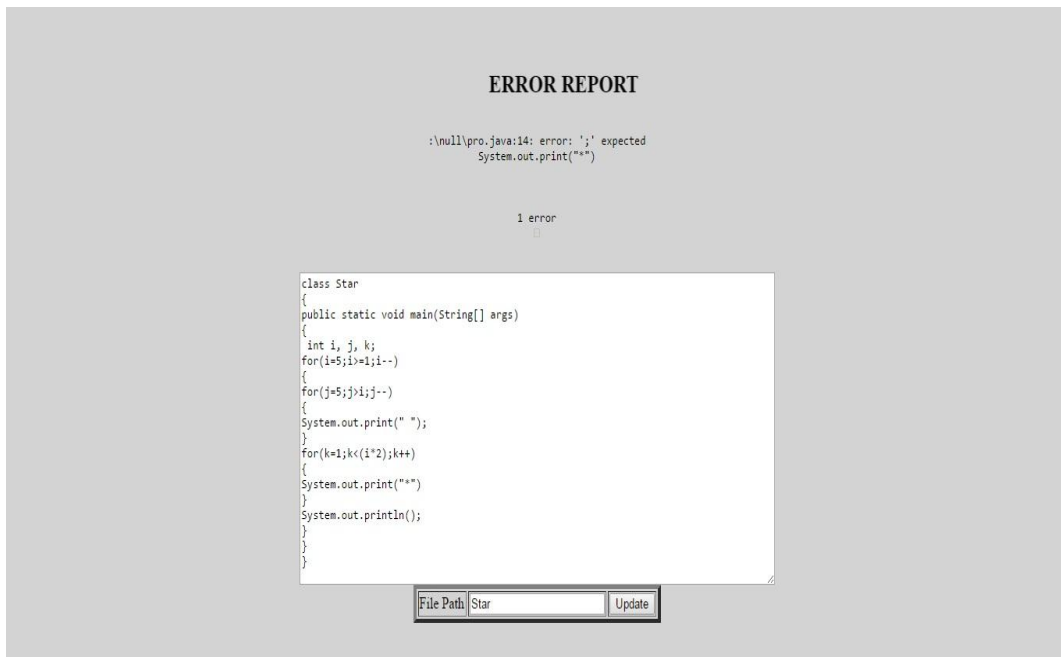 ERROR REPORT
:\null\pro.java:14: error: ';' expected
System.out.print("*")
1 error
class Star
{
public static void main(String[] args)
{
int i, j, k;
for(i=5;i>=1;i--)
{
for(j=5;j>i;j--)
{
System.out.print(" ");
}
for(k=1;k<(i*2);k++)
{
System.out.print("*")
}
System.out.println();
}
}
}
File Path Star Update